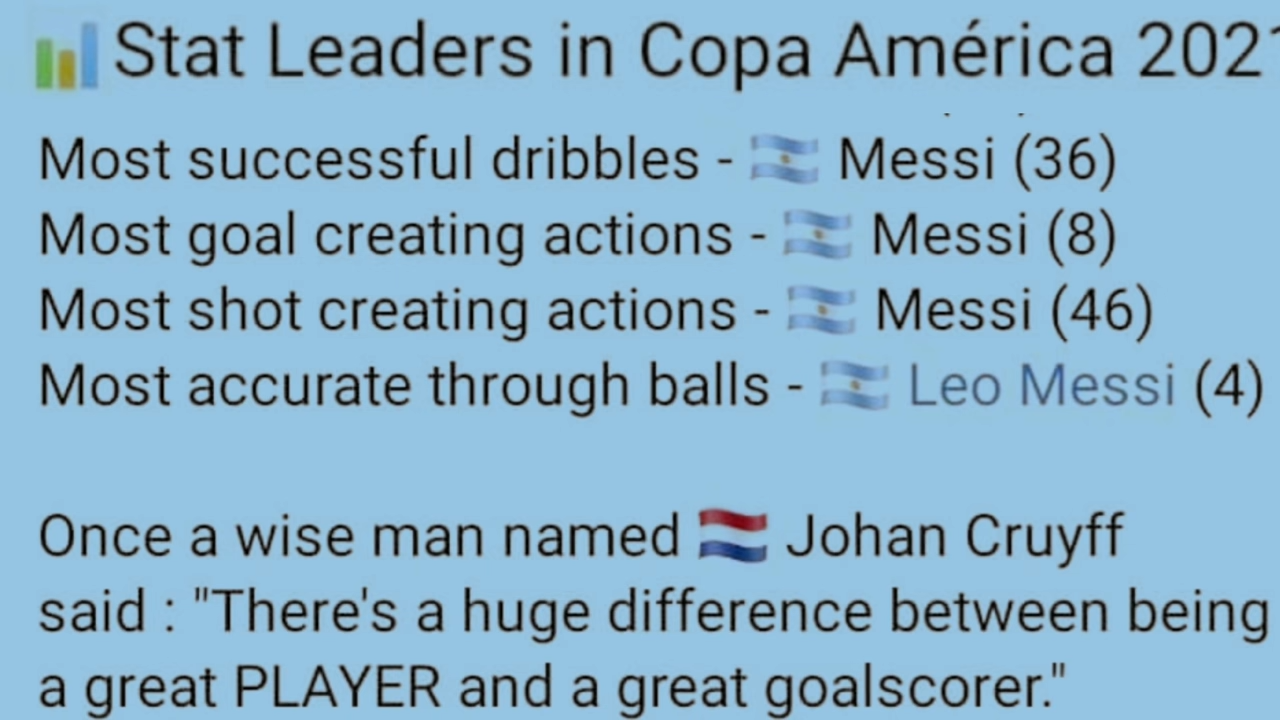 Stat Leaders in Copa América 2021
Most successful dribbles - Messi (36)
Most goal creating actions - Messi (8)
Most shot creating actions - Messi (46)
Most accurate through balls - Leo Messi (4)
Once a wise man named Johan Cruyff
said : "There's a huge difference between being
a great PLAYER and a great goalscorer."